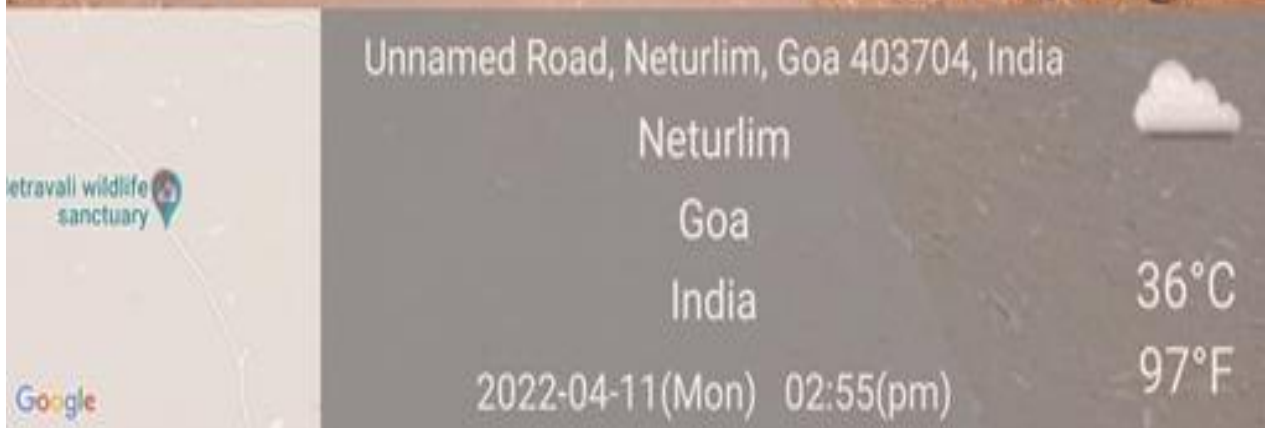 Unnamed Road, Neturlim, Goa 403704, India
Neturlim
Goa
India
2022-04-11(Mon) 02:55(pm)
36°C
97°F
etravali wildlife
sanctuary
Google